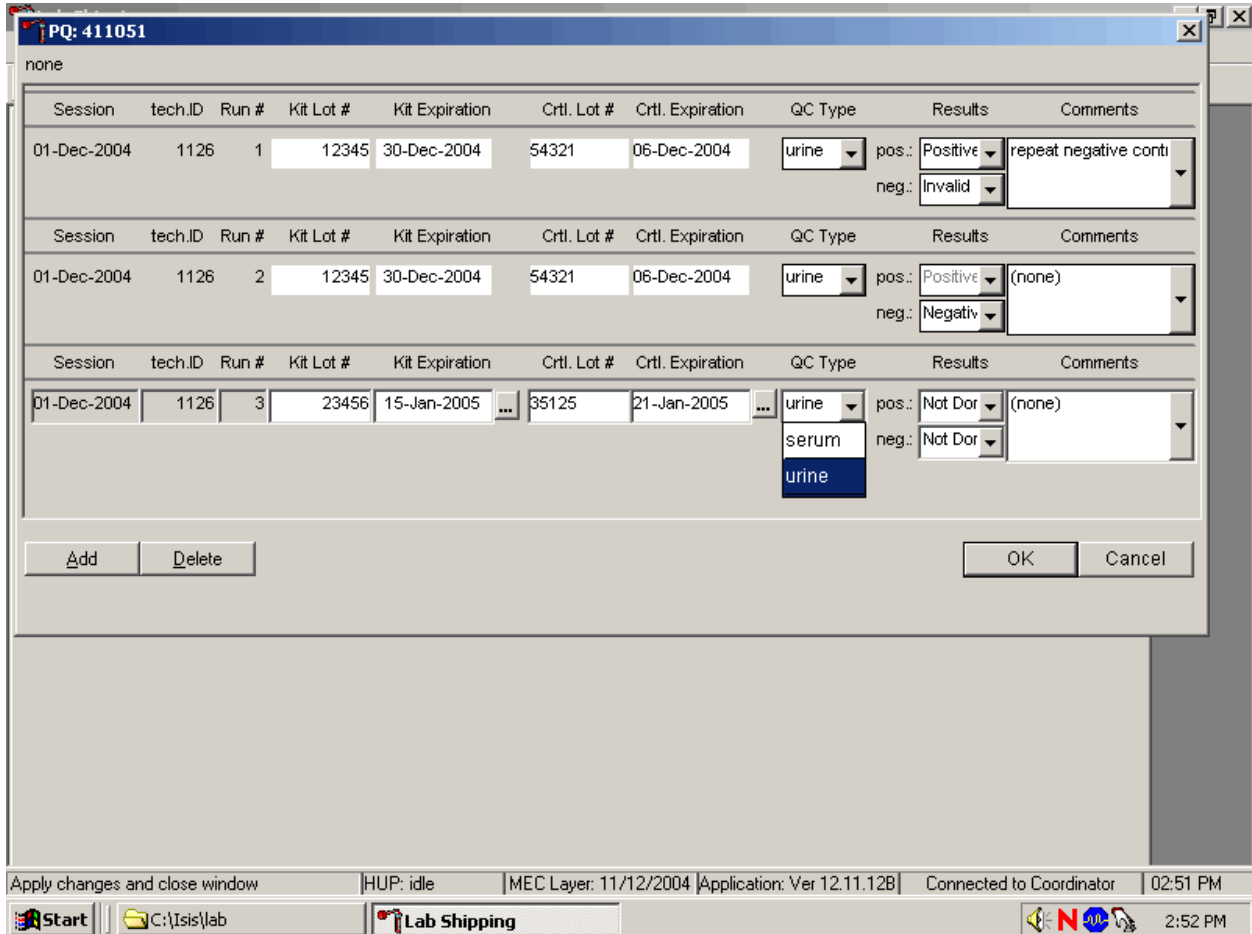 PQ: 411051
none
Session tech.ID Run # Kit Lot # Kit Expiration Crtl. Lot # Crtl. Expiration QC Type Results Comments
01-Dec-2004 1126 1 12345 30-Dec-2004 54321 06-Dec-2004 urine pos.: Positive repeat negative contr
neg.: Invalid
Session tech.ID Run # Kit Lot # Kit Expiration Crtl. Lot # Crtl. Expiration QC Type Results Comments
01-Dec-2004 1126 2 12345 30-Dec-2004 54321 06-Dec-2004 urine pos.: Positive (none)
neg.: Negativ
Session tech.ID Run # Kit Lot # Kit Expiration Crtl. Lot # Crtl. Expiration QC Type Results Comments
01-Dec-2004 1126 3 23456 15-Jan-2005 ... 35125 21-Jan-2005 ... urine pos.: Not Dor (none)
serum neg.: Not Dor
urine
Add Delete OK Cancel
Apply changes and close window HUP: idle MEC Layer: 11/12/2004 Application: Ver 12.11.12B Connected to Coordinator 02:51 PM
Start C:\Isis\lab Lab Shipping N 2:52 PM